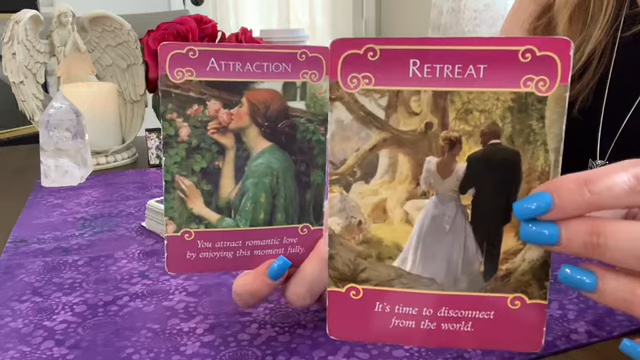 ATTRACTION
You attract romantic love
by enjoying this moment fully.
RETREAT
It's time to disconnect
from the world.